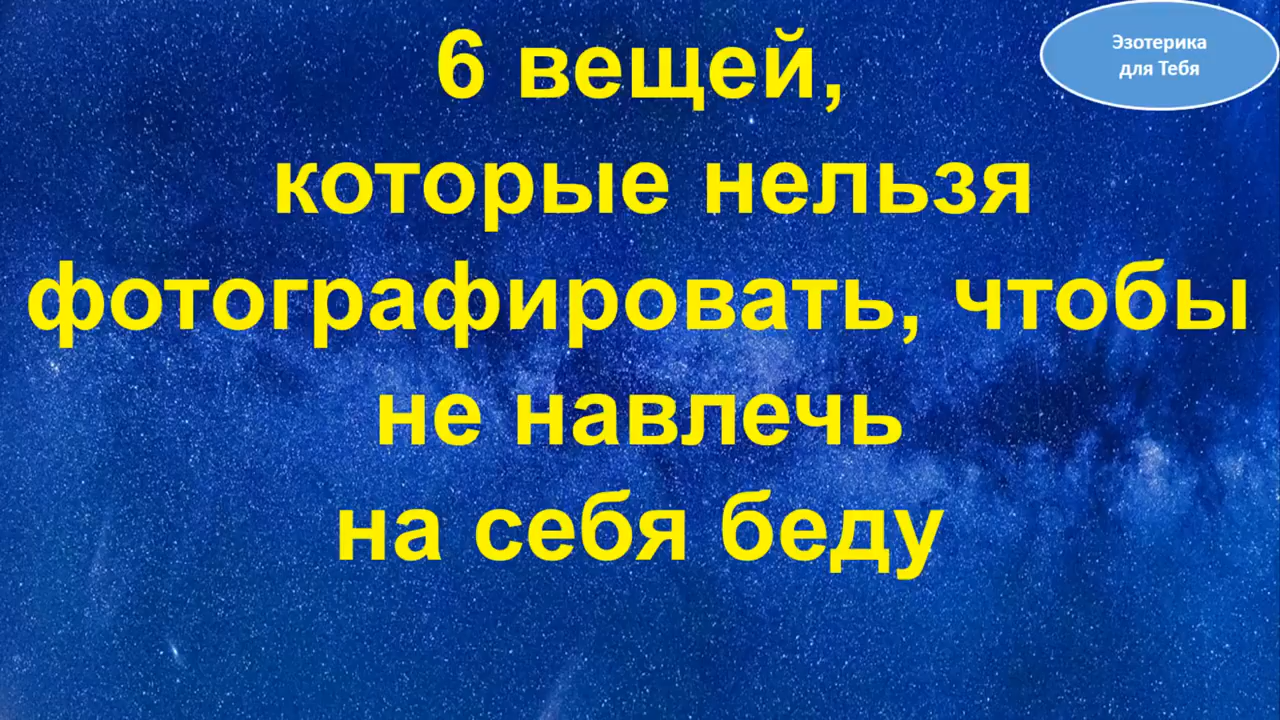 6 вещей,
которые нельзя
фотографировать, чтобы
не навлечь
на себя беду
Эзотерика
для Тебя